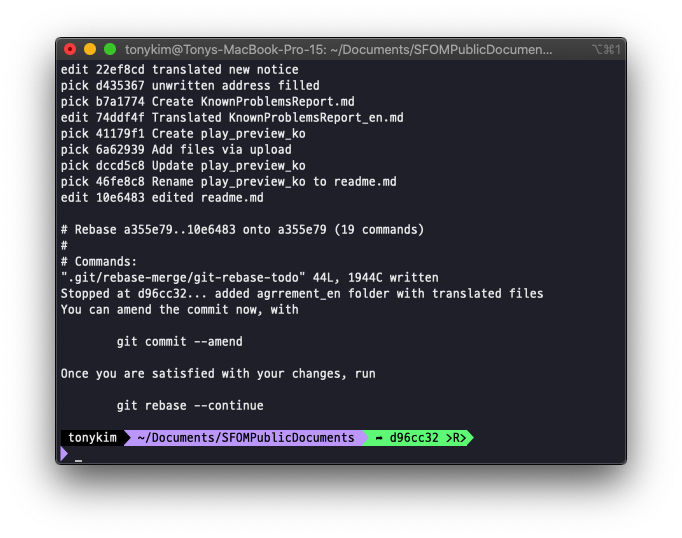 tonykim@Tonys-MacBook-Pro-15: ~/Documents/SFOMPublicDocumen... ⌥⌘1
edit 22ef8cd translated new notice
pick d435367 unwritten address filled
pick b7a1774 Create KnownProblemsReport.md
edit 74ddf4f Translated KnownProblemsReport_en.md
pick 41179f1 Create play_preview_ko
pick 6a62939 Add files via upload
pick dccd5c8 Update play_preview_ko
pick 46fe8c8 Rename play_preview_ko to readme.md
edit 10e6483 edited readme.md

# Rebase a355e79..10e6483 onto a355e79 (19 commands)
#
# Commands:
".git/rebase-merge/git-rebase-todo" 44L, 1944C written
Stopped at d96cc32... added agrrement_en folder with translated files
You can amend the commit now, with

        git commit --amend

Once you are satisfied with your changes, run

        git rebase --continue

tonykim ~/Documents/SFOMPublicDocuments ➦ d96cc32 >R>